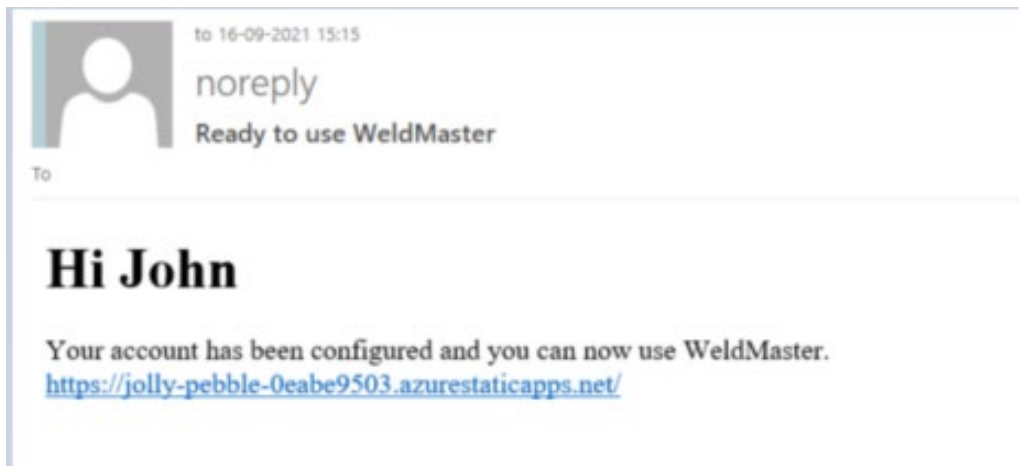 to 16-09-2021 15:15
noreply
Ready to use WeldMaster
To
Hi John
Your account has been configured and you can now use WeldMaster.
https://jolly-pebble-0eabe9503.azurestaticapps.net/